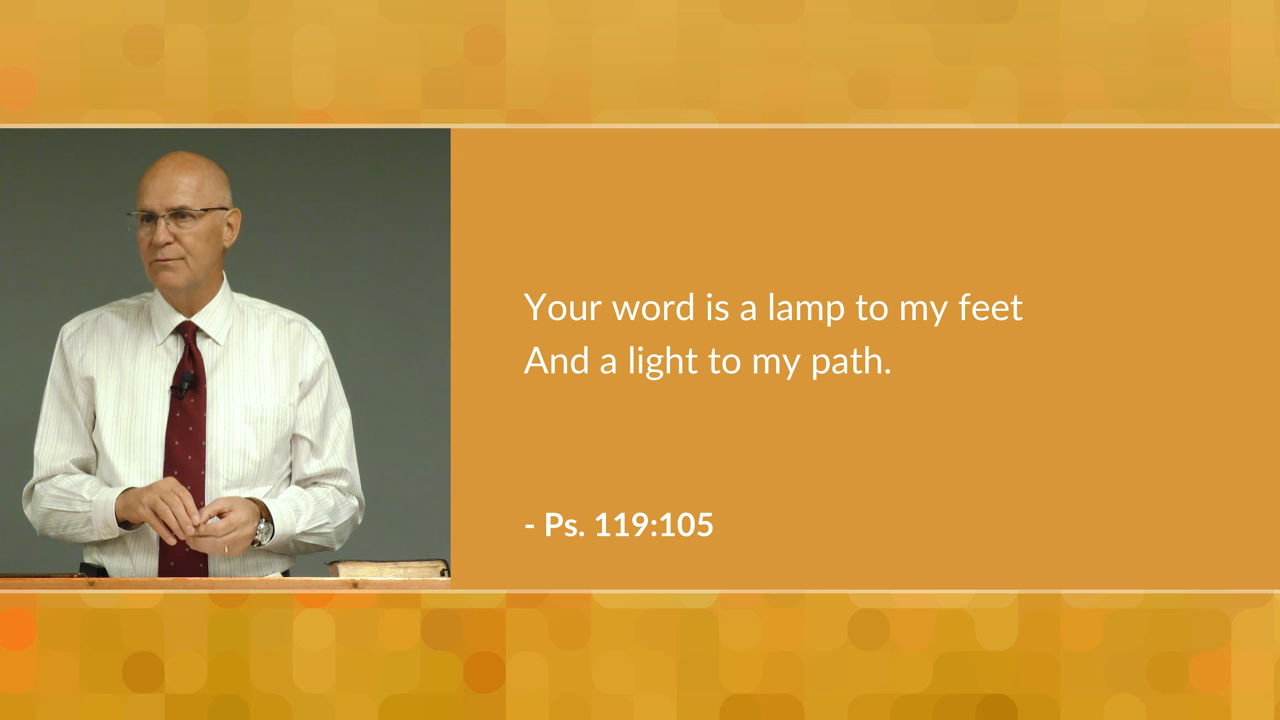 Your word is a lamp to my feet
And a light to my path.
- Ps. 119:105